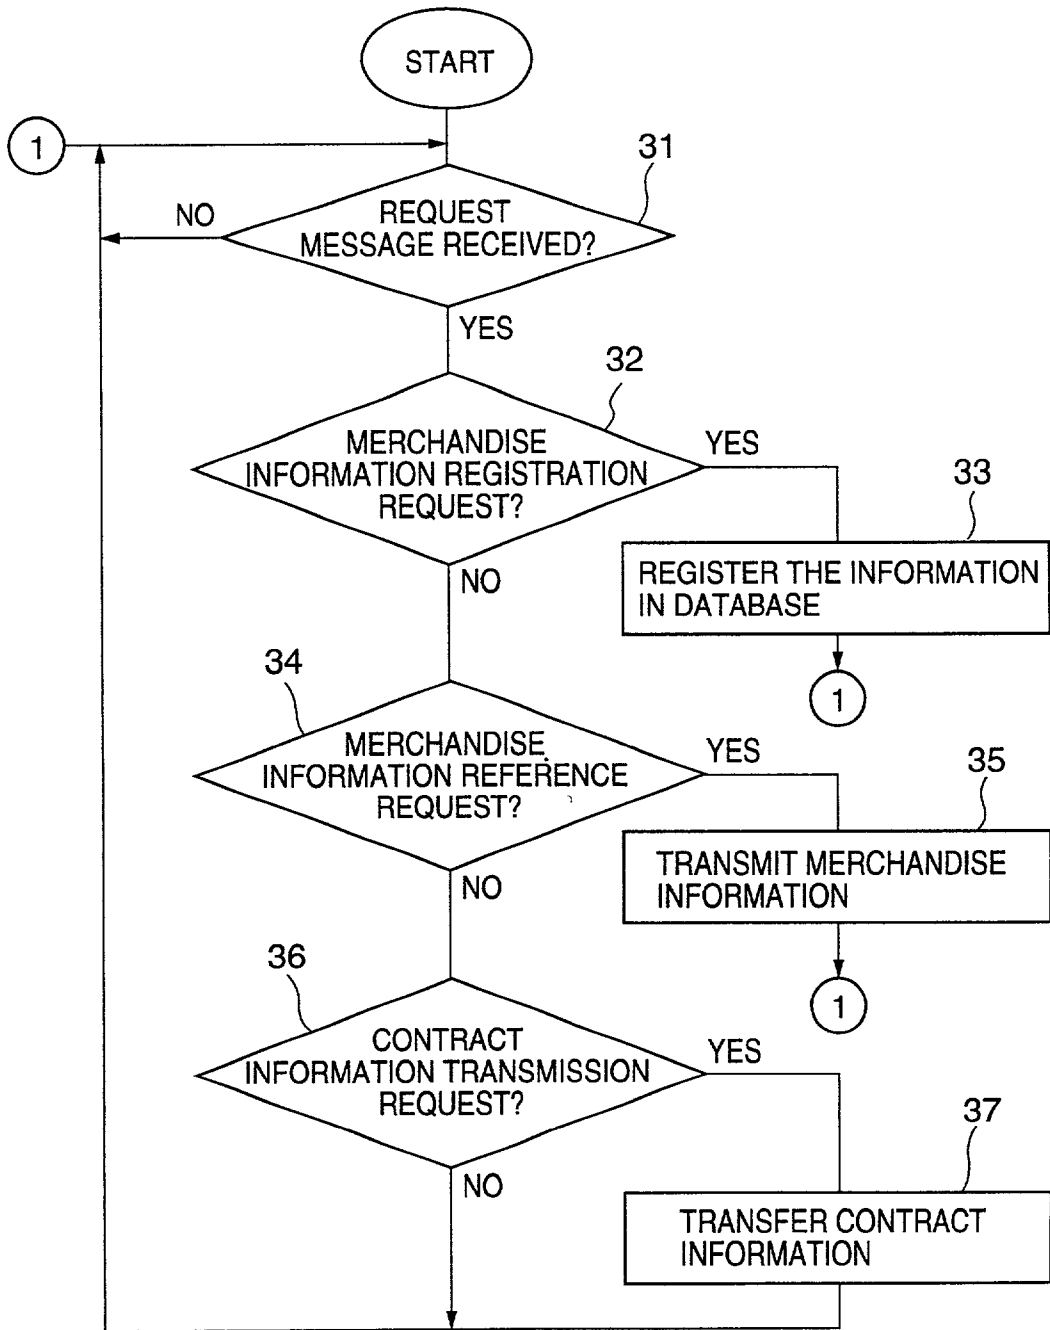 START
1
31
REQUEST
MESSAGE RECEIVED?
NO
YES
32
MERCHANDISE
INFORMATION REGISTRATION
REQUEST?
YES
NO
33
REGISTER THE INFORMATION
IN DATABASE
1
34
MERCHANDISE
INFORMATION REFERENCE
REQUEST?
YES
NO
35
TRANSMIT MERCHANDISE
INFORMATION
1
36
CONTRACT
INFORMATION TRANSMISSION
REQUEST?
YES
NO
37
TRANSFER CONTRACT
INFORMATION